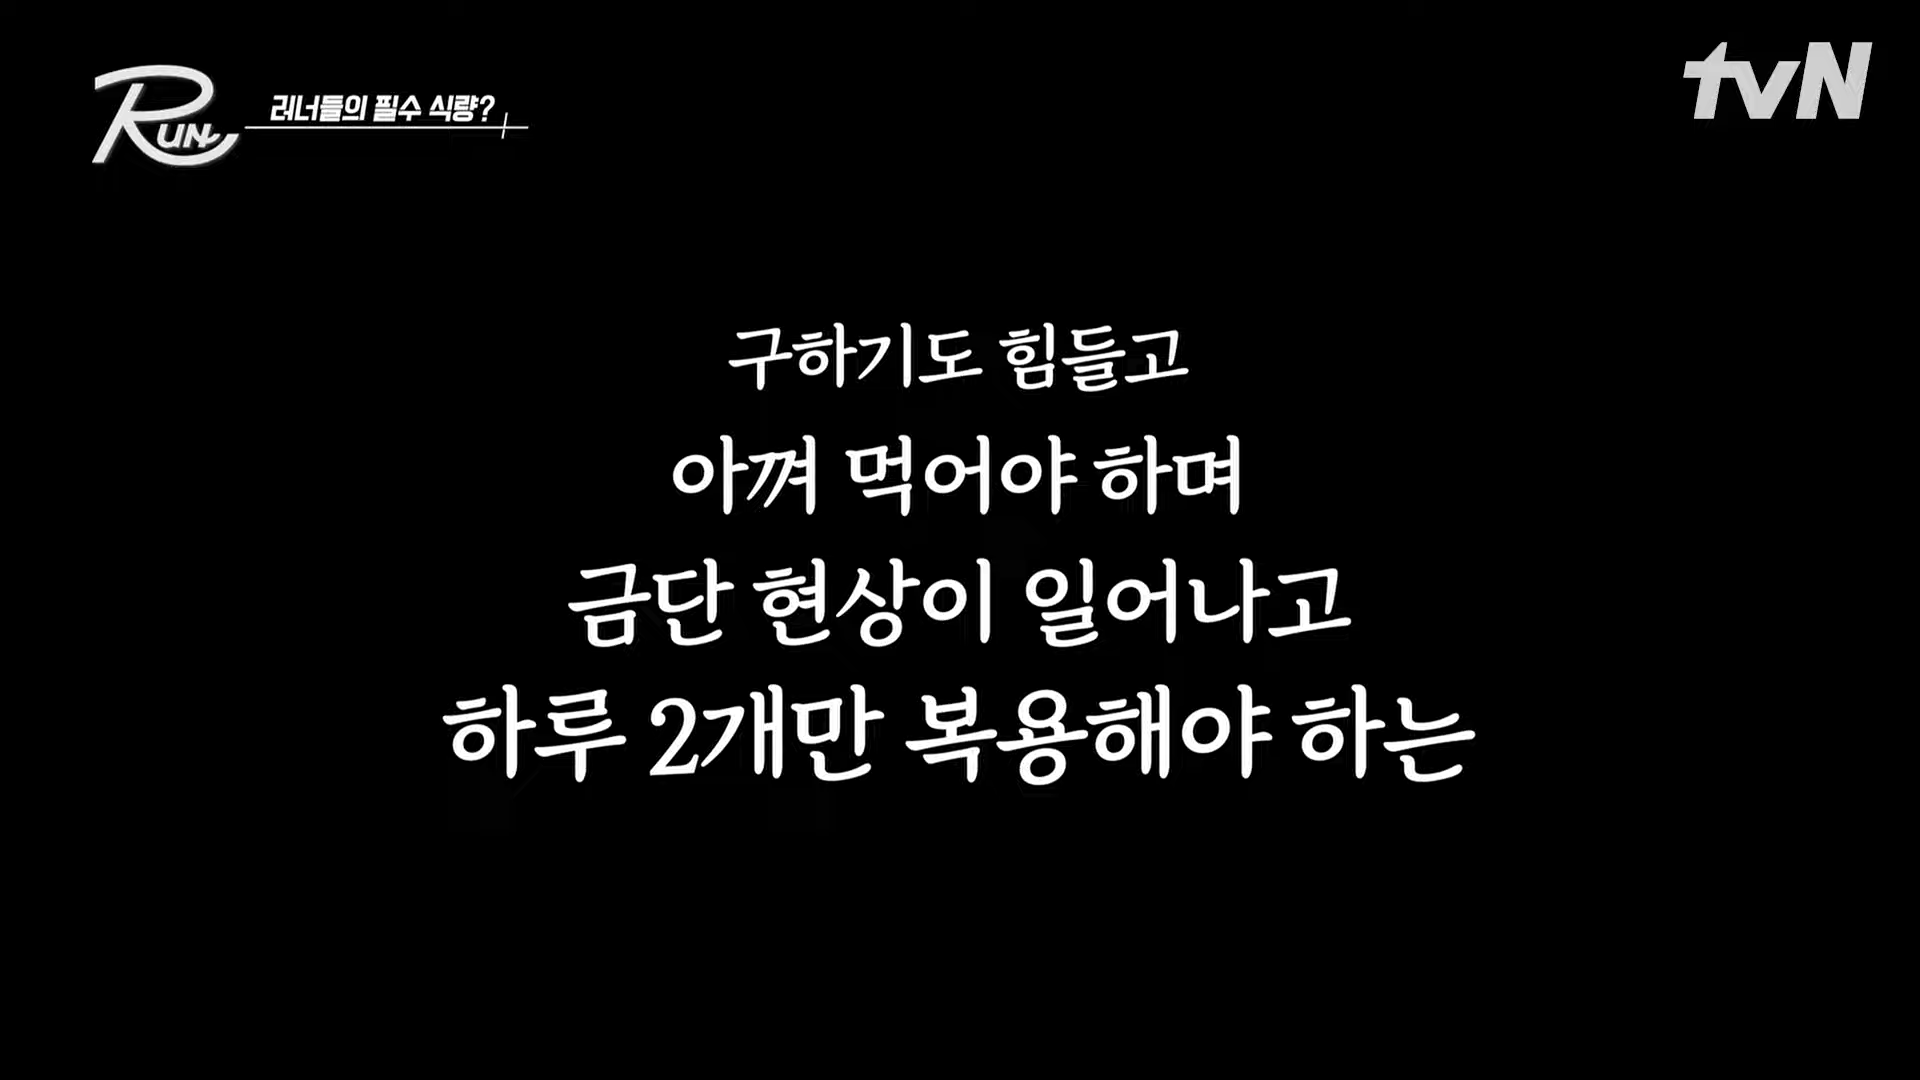 RUN
러너들의 필수 식량?
tvN
구하기도 힘들고
아껴 먹어야 하며
금단 현상이 일어나고
하루 2개만 복용해야 하는